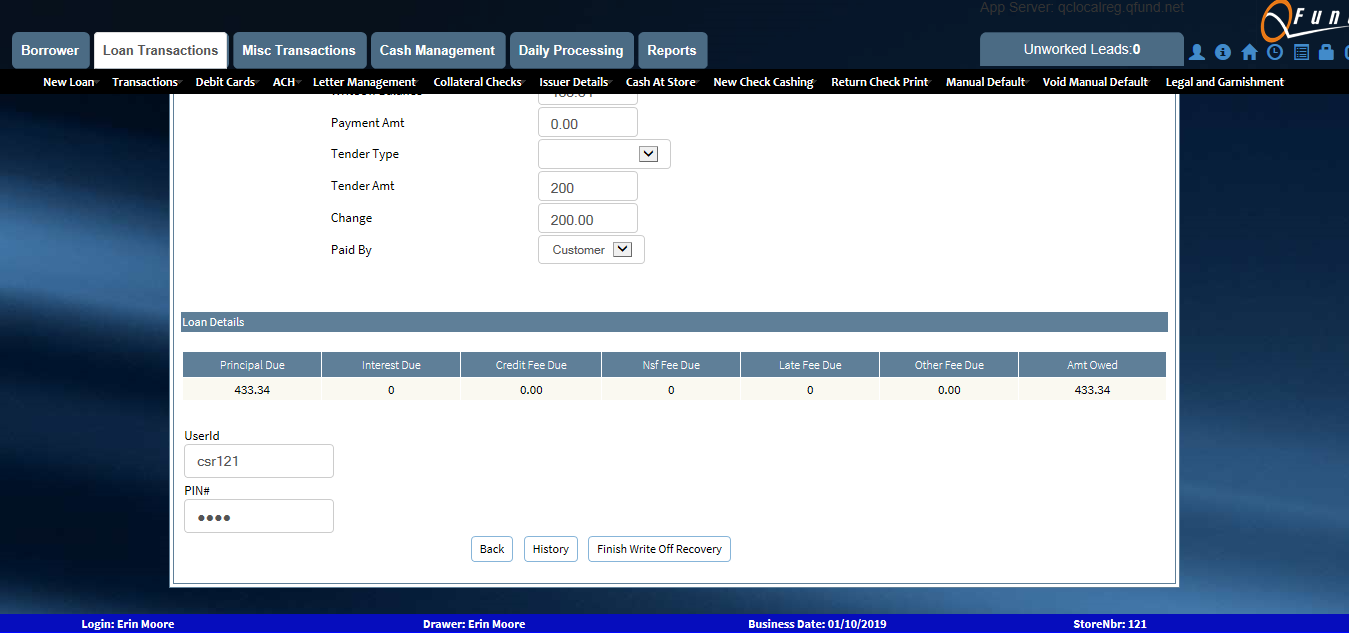 App Server: qclocalreg.qfund.net
QFun
Borrower
Loan Transactions
Misc Transactions
Cash Management
Daily Processing
Reports
Unworked Leads:0
New Loan Transactions Debit Cards ACH Letter Management Collateral Checks Issuer Details Cash At Store New Check Cashing Return Check Print Manual Default Void Manual Default Legal and Garnishment
Payment Amt 0.00
Tender Type
Tender Amt 200
Change 200.00
Paid By Customer
Loan Details
Principal Due Interest Due Credit Fee Due Nsf Fee Due Late Fee Due Other Fee Due Amt Owed
433.34 0 0.00 0 0 0.00 433.34
UserId
csr121
PIN#
●●●●
Back History Finish Write Off Recovery
Login: Erin Moore Drawer: Erin Moore Business Date: 01/10/2019 StoreNbr: 121